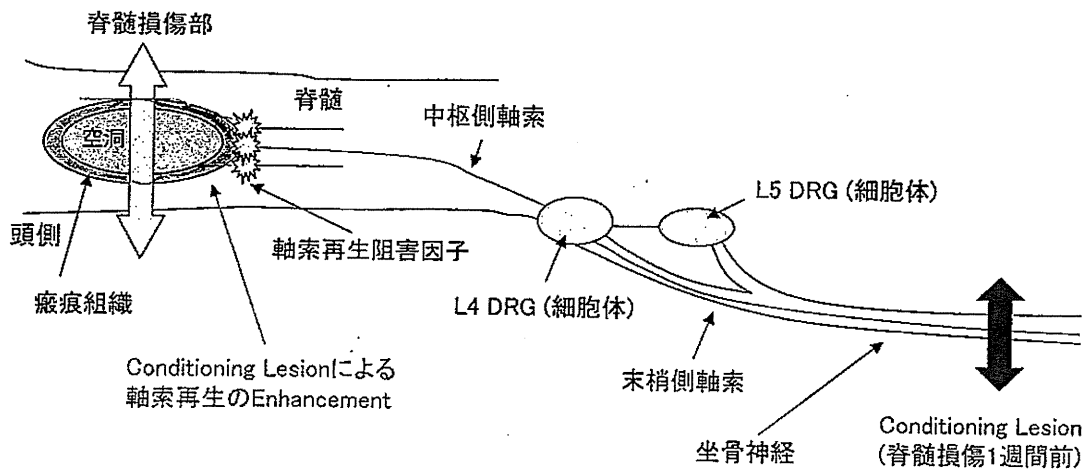 脊髄損傷部
脊髄
中枢側軸索
空洞
L5 DRG (細胞体)
頭側
軸索再生阻害因子
瘢痕組織
L4 DRG (細胞体)
Conditioning Lesionによる
軸索再生のEnhancement
末梢側軸索
坐骨神経
Conditioning Lesion
(脊髄損傷1週間前)